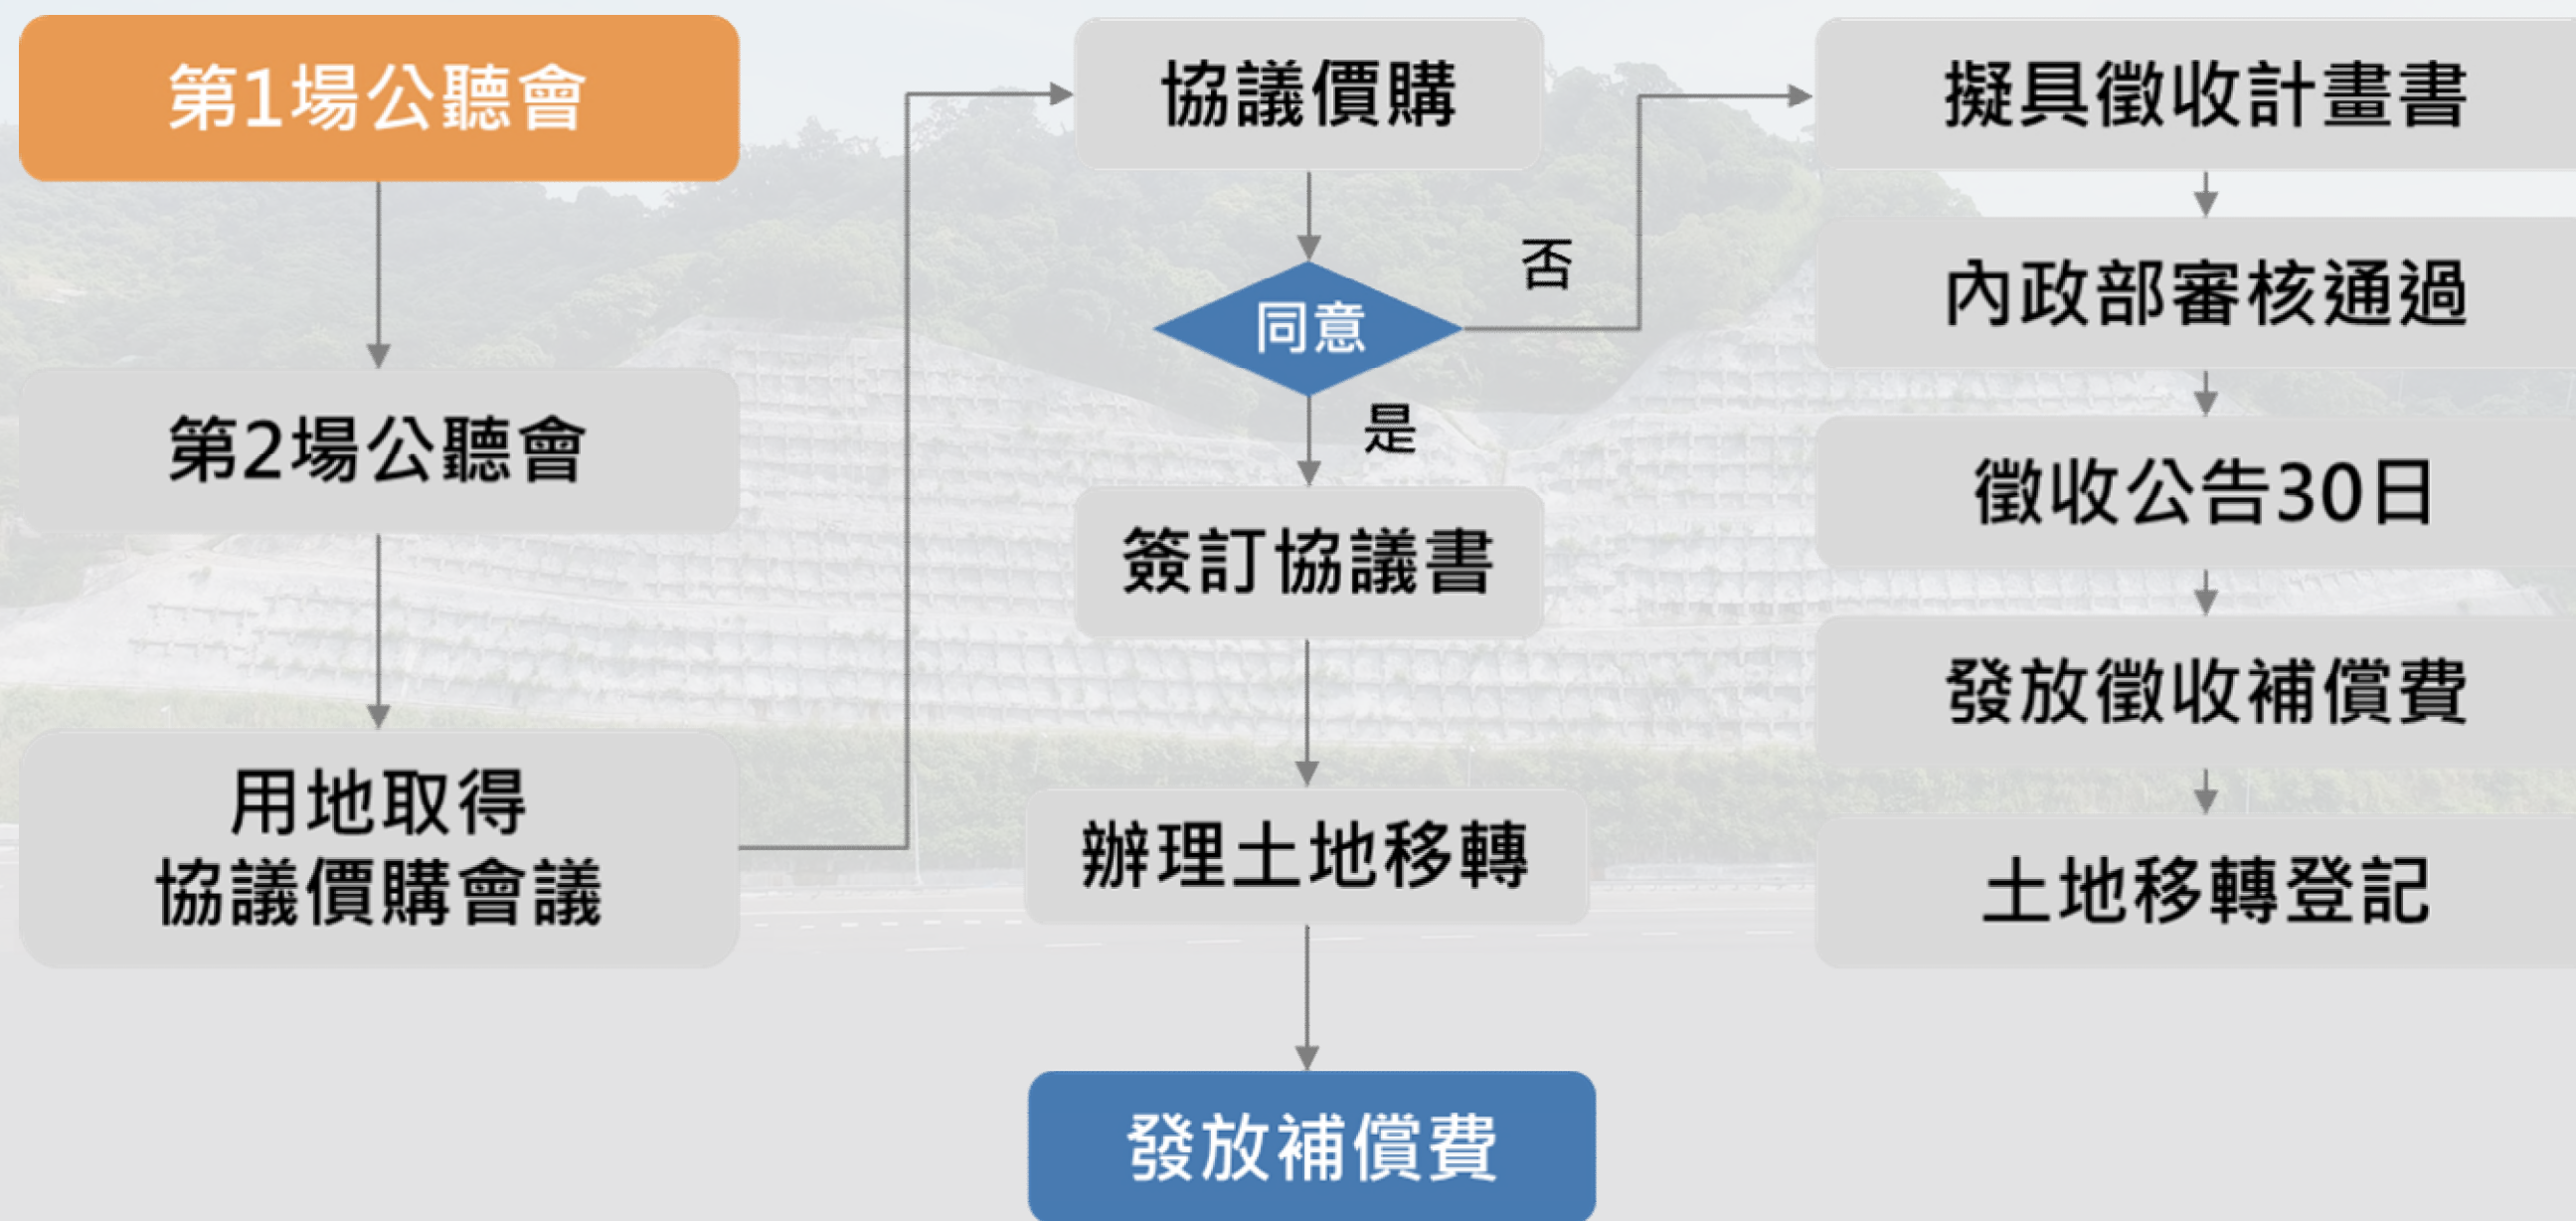 第1場公聽會
第2場公聽會
用地取得
協議價購會議
協議價購
同意
否
是
簽訂協議書
辦理土地移轉
發放補償費
擬具徵收計畫書
內政部審核通過
徵收公告30日
發放徵收補償費
土地移轉登記